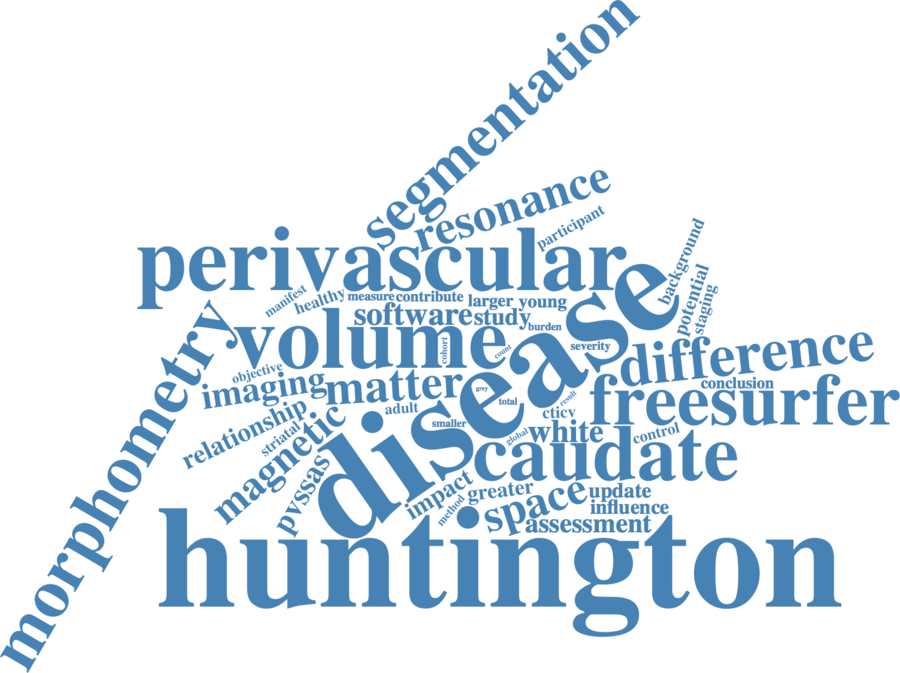 segmentation
resonance
participant
perivascular
background
potential
staging
manifest
healthy
measure
contribute
larger
young
software
study
burden
volume
cohort
count
severity
disease
difference
morphometry
objective
imaging
matter
grey
total
result
conclusion
freesurfer
adult
cticv
relationship
striatal
magnetic
smaller
global
white
control
caudate
pvssas
impact
method
greater
space
update
influence
assessment
huntington